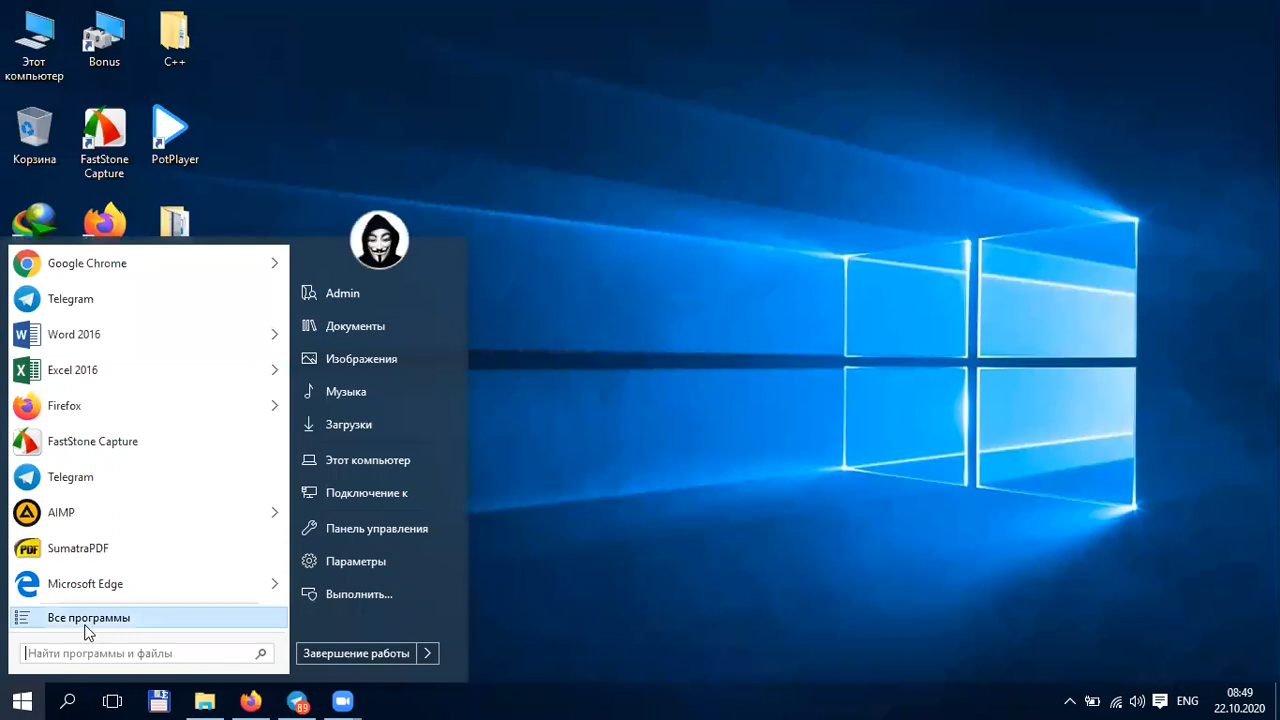 Этот
компьютер
Bonus
C++
Корзина
FastStone
Capture
PotPlayer
Google Chrome
Telegram
Word 2016
Excel 2016
Firefox
FastStone Capture
Telegram
AIMP
SumatraPDF
Microsoft Edge
Все программы
Найти программы и файлы
Admin
Документы
Изображения
Музыка
Загрузки
Этот компьютер
Подключение к
Панель управления
Параметры
Выполнить...
Завершение работы
89
ENG
08:49
22.10.2020